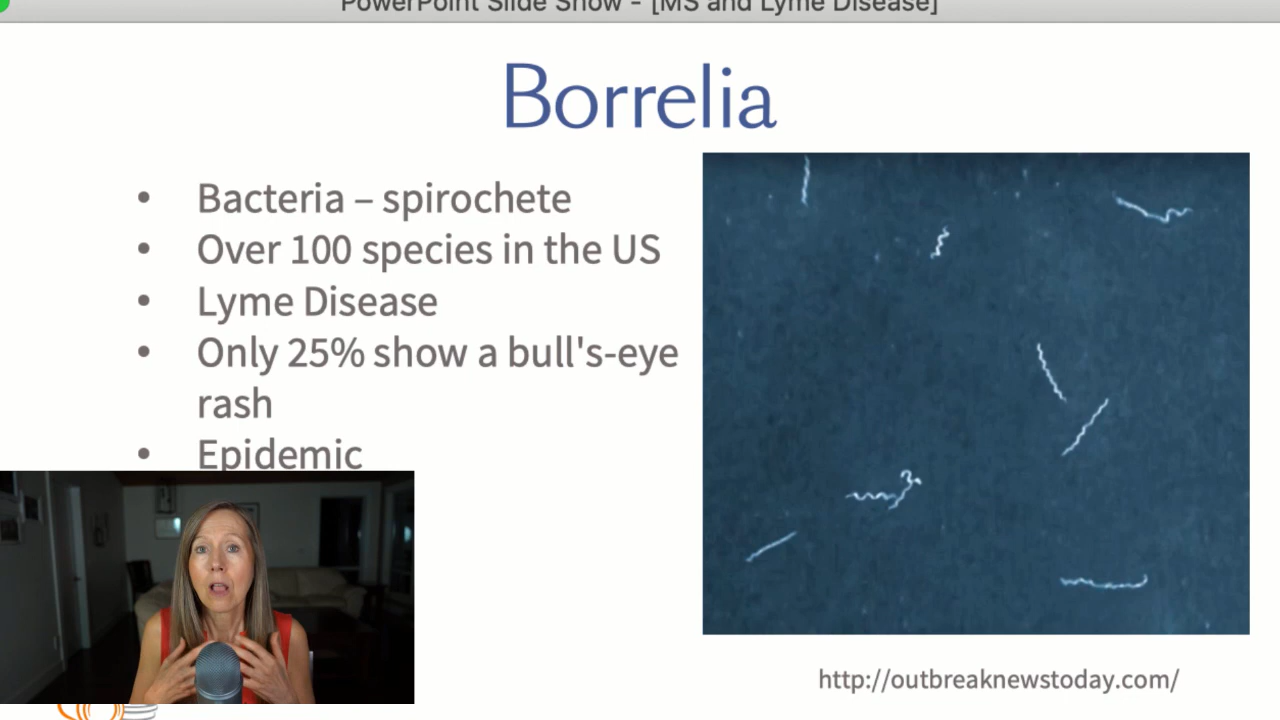 PowerPoint Slide Show - [MS and Lyme Disease]
Borrelia
• Bacteria – spirochete
• Over 100 species in the US
• Lyme Disease
• Only 25% show a bull's-eye
rash
• Epidemic
http://outbreaknewstoday.com/